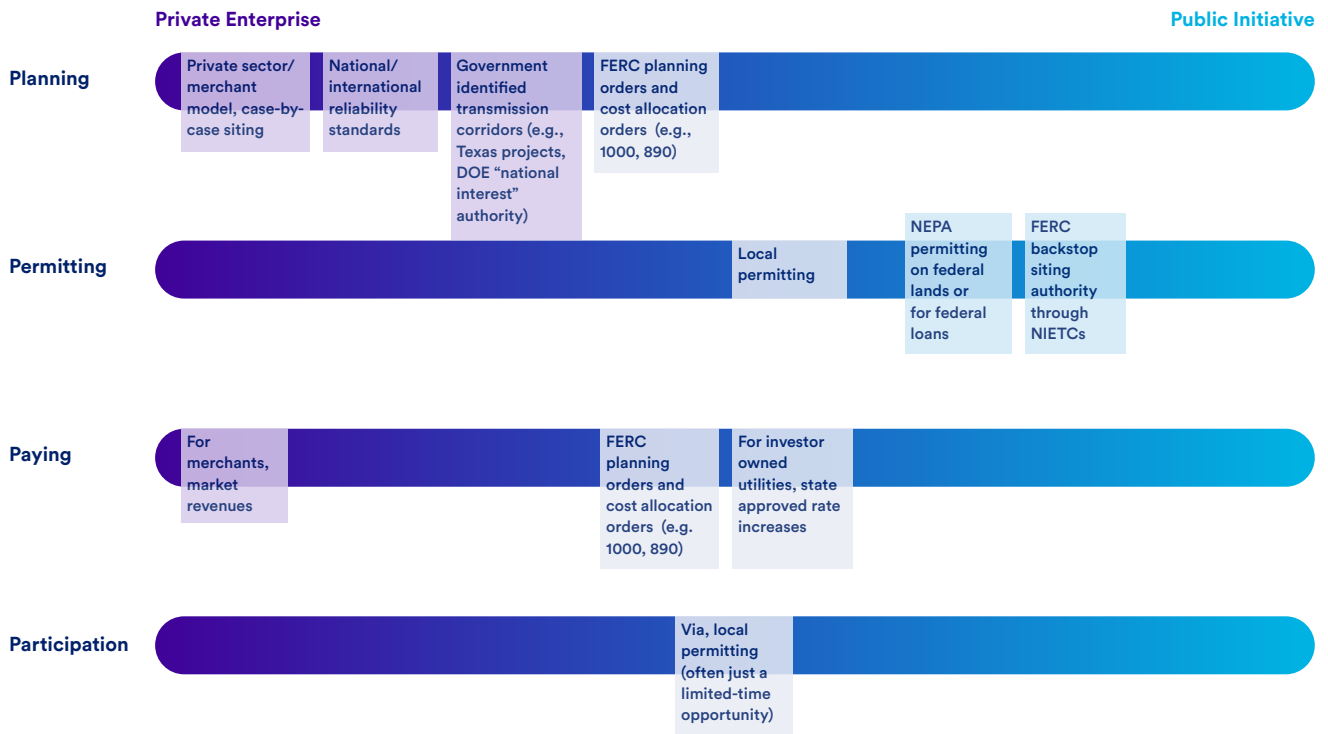 Private Enterprise
Public Initiative
Planning
Private sector/
merchant
model, case-by-
case siting
National/
international
reliability
standards
Government
identified
transmission
corridors (e.g.,
Texas projects,
DOE “national
interest”
authority)
FERC planning
orders and
cost allocation
orders (e.g.,
1000, 890)
Permitting
Local
permitting
NEPA
permitting
on federal
lands or
for federal
loans
FERC
backstop
siting
authority
through
NIETCs
Paying
For
merchants,
market
revenues
FERC
planning
orders and
cost allocation
orders (e.g.
1000, 890)
For investor
owned
utilities, state
approved rate
increases
Participation
Via, local
permitting
(often just a
limited-time
opportunity)